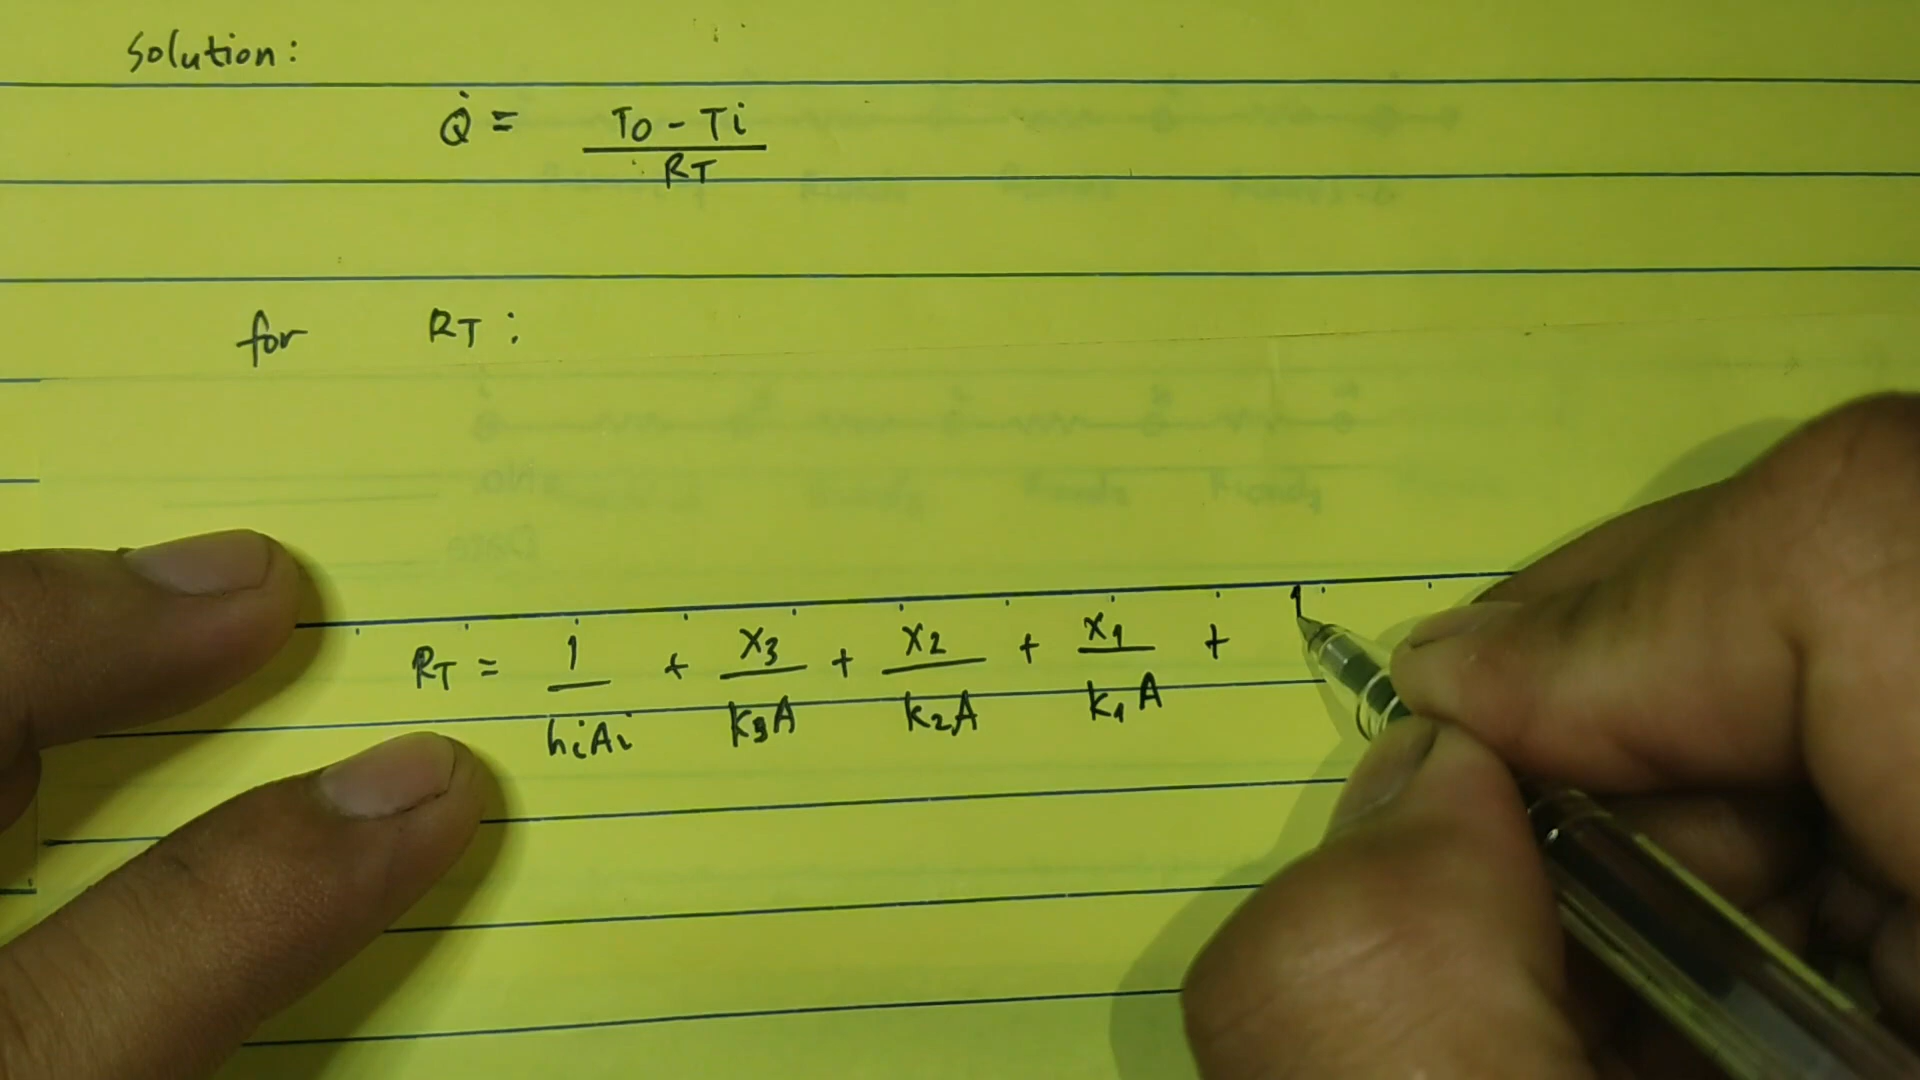 Solution:
Q̇ = To - Ti / RT
for RT:
RT = 1/hiAi + x3/k3A + x2/k2A + x1/k1A + 1